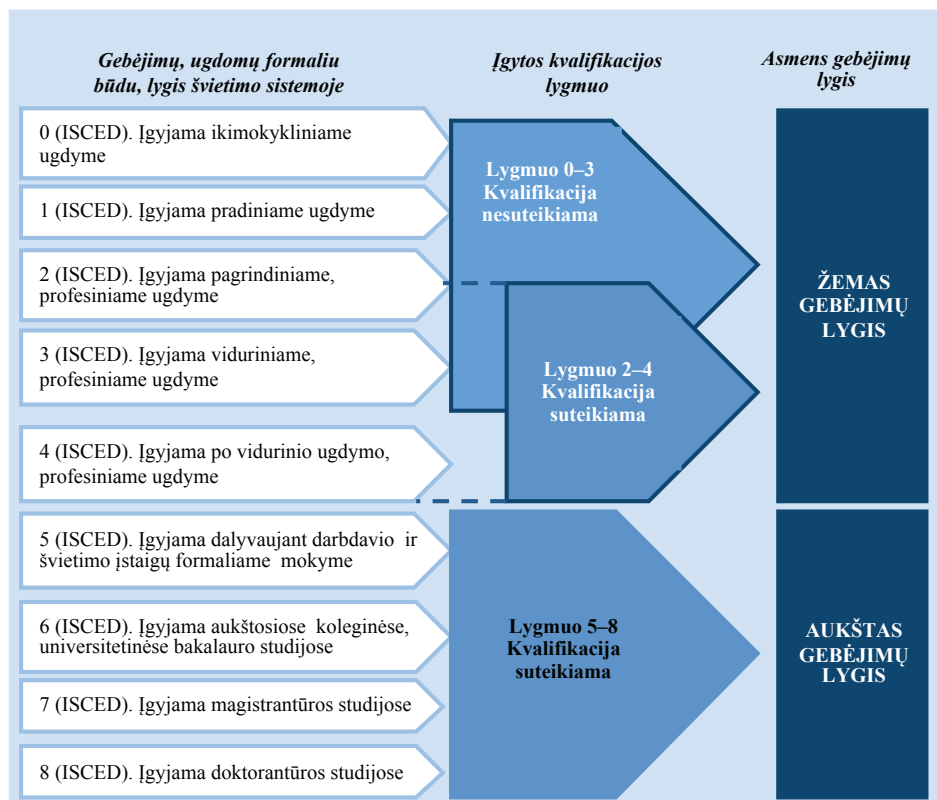 Gebėjimų, ugdomų formaliu
būdu, lygis švietimo sistemoje
Įgytos kvalifikacijos
lygmuo
Asmens gebėjimų
lygis
0 (ISCED). Įgyjama ikimokykliniame
ugdyme
1 (ISCED). Įgyjama pradiniame ugdyme
2 (ISCED). Įgyjama pagrindiniame,
profesiniame ugdyme
3 (ISCED). Įgyjama viduriniame,
profesiniame ugdyme
4 (ISCED). Įgyjama po vidurinio ugdymo,
profesiniame ugdyme
5 (ISCED). Įgyjama dalyvaujant darbdavio ir
švietimo įstaigų formaliame mokyme
6 (ISCED). Įgyjama aukštosiose koleginėse,
universitetinėse bakalauro studijose
7 (ISCED). Įgyjama magistrantūros studijose
8 (ISCED). Įgyjama doktorantūros studijose
Lygmuo 0–3
Kvalifikacija
nesuteikiama
Lygmuo 2–4
Kvalifikacija
suteikiama
Lygmuo 5–8
Kvalifikacija
suteikiama
ŽEMAS
GEBĖJIMŲ
LYGIS
AUKŠTAS
GEBĖJIMŲ
LYGIS